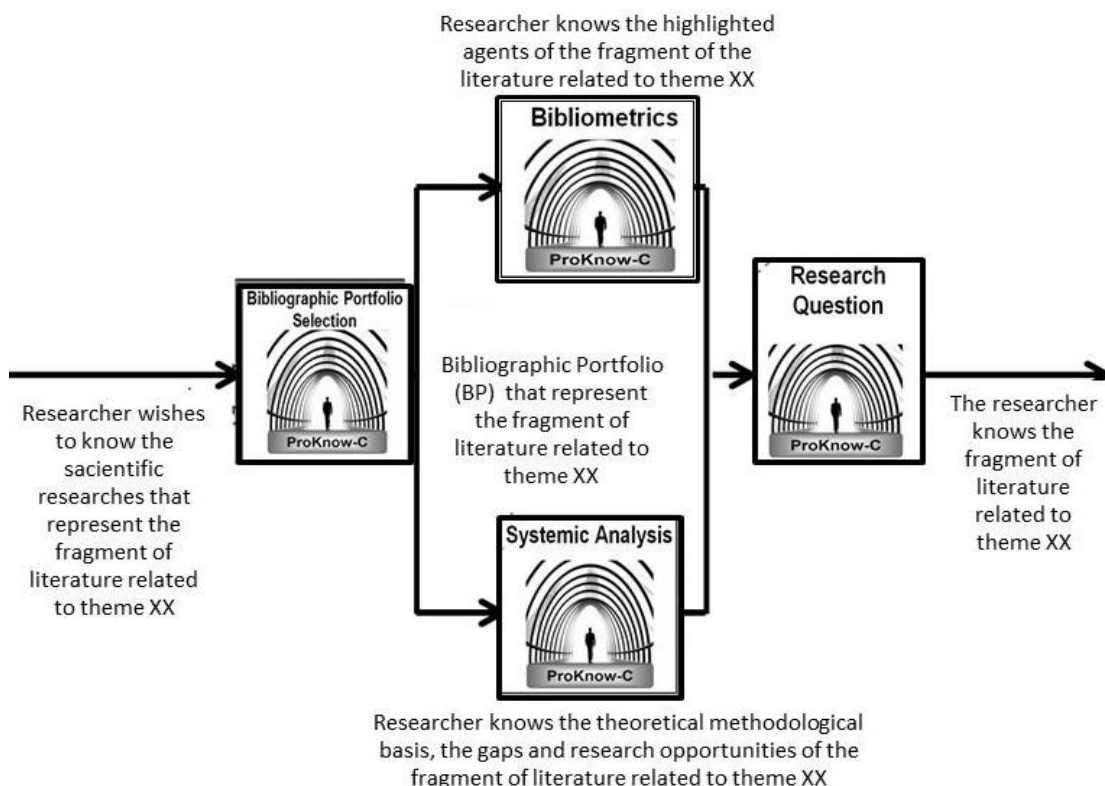 Researcher knows the highlighted
agents of the fragment of the
literature related to theme XX
Bibliometrics
ProKnow-C
Bibliographic Portfolio
Selection
ProKnow-C
Researcher wishes
to know the
sacientific
researches that
represent the
fragment of
literature related
to theme XX
Bibliographic Portfolio
(BP) that represent
the fragment of
literature related to
theme XX
Research
Question
ProKnow-C
The researcher
knows the
fragment of
literature
related to
theme XX
Systemic Analysis
ProKnow-C
Researcher knows the theoretical methodological
basis, the gaps and research opportunities of the
fragment of literature related to theme XX